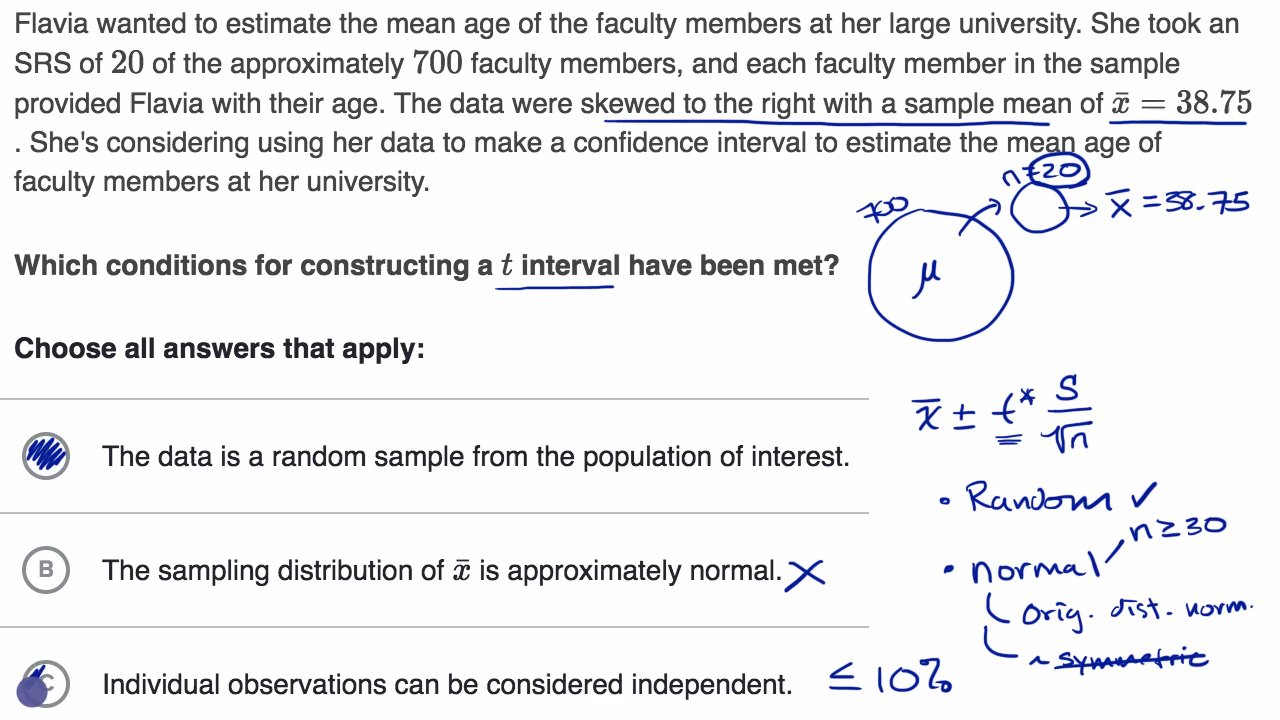 Flavia wanted to estimate the mean age of the faculty members at her large university. She took an
SRS of 20 of the approximately 700 faculty members, and each faculty member in the sample
provided Flavia with their age. The data were skewed to the right with a sample mean of x̄ = 38.75
. She's considering using her data to make a confidence interval to estimate the mean age of
faculty members at her university.
n = 20
700
x̄ = 38.75
μ
Which conditions for constructing a t interval have been met?
Choose all answers that apply:
x̄ ± t* S/√n
The data is a random sample from the population of interest.
• Random ✓
n ≥ 30
B The sampling distribution of x̄ is approximately normal. X
• normal
Orig. dist. norm.
~ symmetric
C Individual observations can be considered independent. ≤ 10%